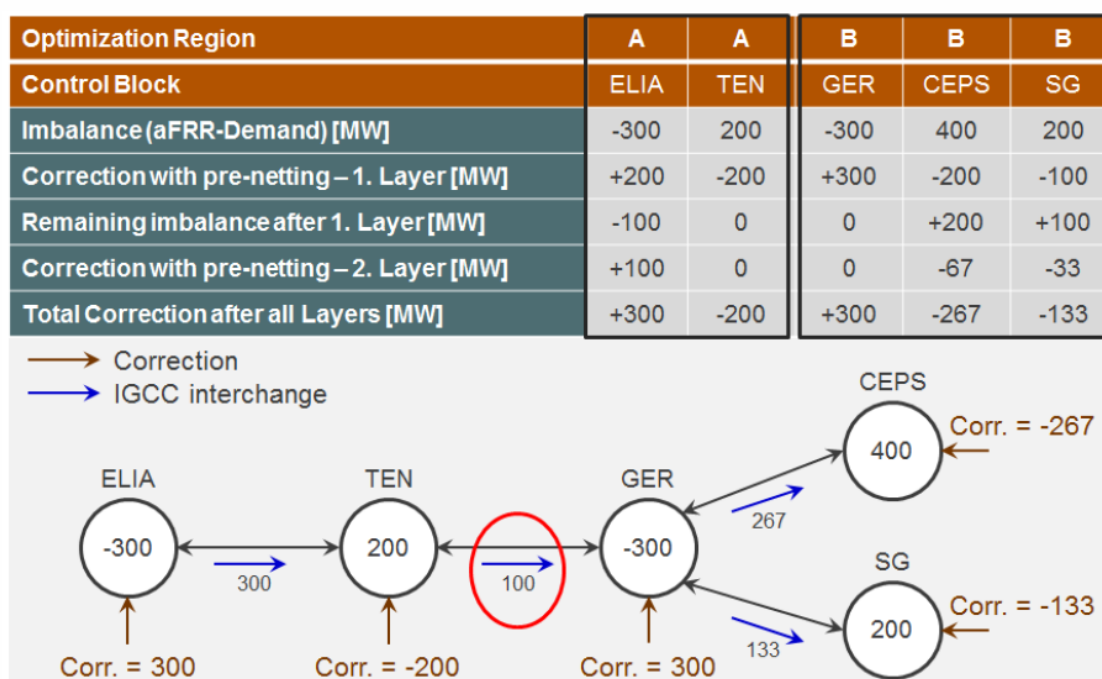 Optimization Region A A B B B
Control Block ELIA TEN GER CEPS SG
Imbalance (aFRR-Demand) [MW] -300 200 -300 400 200
Correction with pre-netting – 1. Layer [MW] +200 -200 +300 -200 -100
Remaining imbalance after 1. Layer [MW] -100 0 0 +200 +100
Correction with pre-netting – 2. Layer [MW] +100 0 0 -67 -33
Total Correction after all Layers [MW] +300 -200 +300 -267 -133
Correction
IGCC interchange
CEPS
400
Corr. = -267
ELIA TEN GER
-300 200 -300
300 100 267 133
SG
200
Corr. = -133
Corr. = 300 Corr. = -200 Corr. = 300